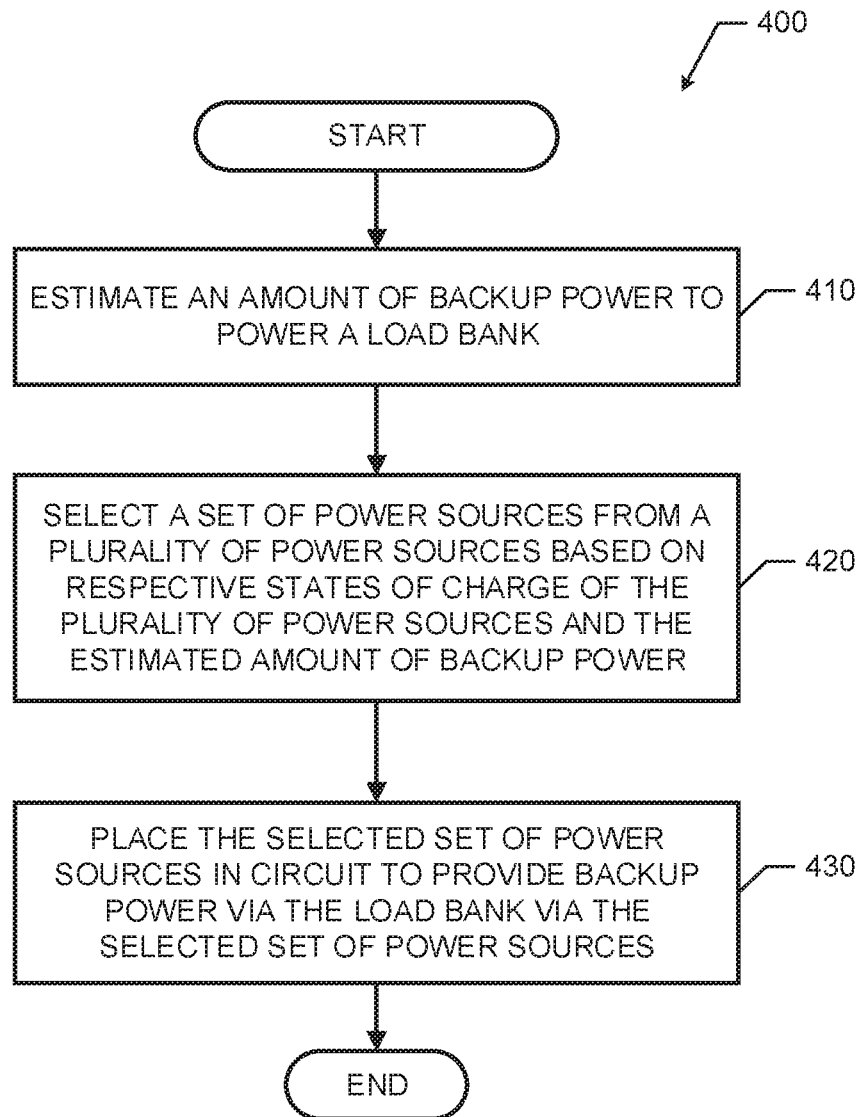 400
START
ESTIMATE AN AMOUNT OF BACKUP POWER TO
POWER A LOAD BANK
410
SELECT A SET OF POWER SOURCES FROM A
PLURALITY OF POWER SOURCES BASED ON
RESPECTIVE STATES OF CHARGE OF THE
PLURALITY OF POWER SOURCES AND THE
ESTIMATED AMOUNT OF BACKUP POWER
420
PLACE THE SELECTED SET OF POWER
SOURCES IN CIRCUIT TO PROVIDE BACKUP
POWER VIA THE LOAD BANK VIA THE
SELECTED SET OF POWER SOURCES
430
END